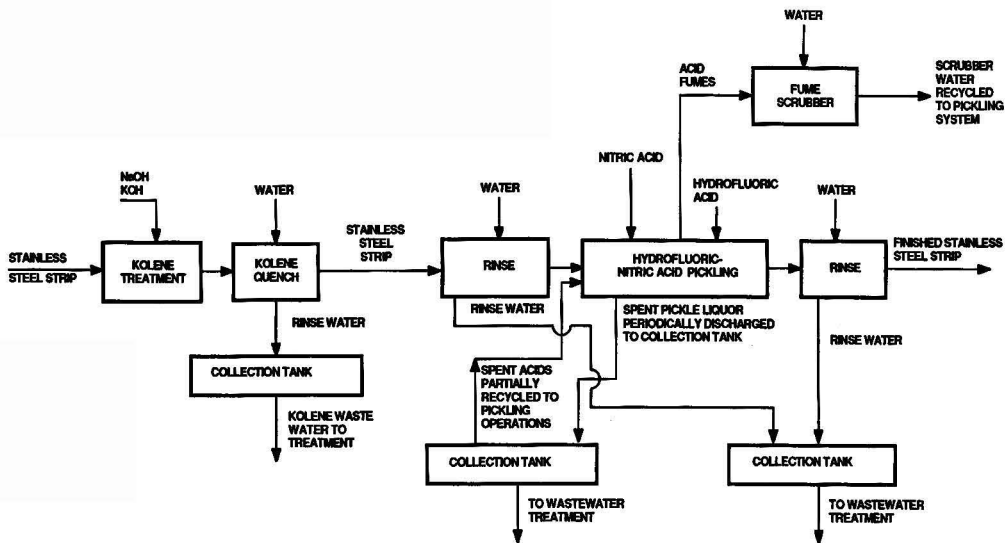 WATER
ACID
FUMES
FUME
SCRUBBER
SCRUBBER
WATER
RECYCLED
TO PICKLING
SYSTEM
NITRIC ACID
HYDROFLUORIC
ACID
NaOH
KOH
WATER
WATER
WATER
STAINLESS
STEEL STRIP
KOLENE
TREATMENT
KOLENE
QUENCH
STAINLESS
STEEL
STRIP
RINSE
HYDROFLUORIC-
NITRIC ACID PICKLING
RINSE
FINISHED STAINLESS
STEEL STRIP
RINSE WATER
RINSE WATER
SPENT PICKLE LIQUOR
PERIODICALLY DISCHARGED
TO COLLECTION TANK
RINSE WATER
COLLECTION TANK
SPENT ACIDS
PARTIALLY
RECYCLED TO
PICKLING
OPERATIONS
KOLENE WASTE
WATER TO
TREATMENT
COLLECTION TANK
COLLECTION TANK
TO WASTEWATER
TREATMENT
TO WASTEWATER
TREATMENT